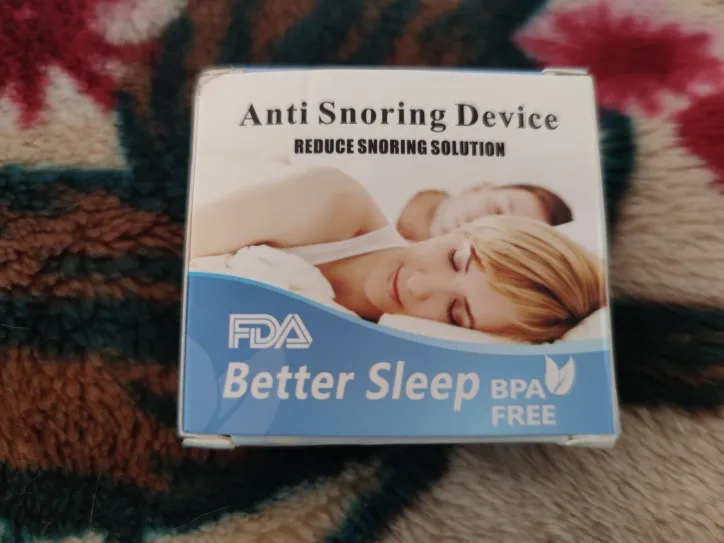 Anti Snoring Device
REDUCE SNORING SOLUTION
FDA
Better Sleep
BPA
FREE